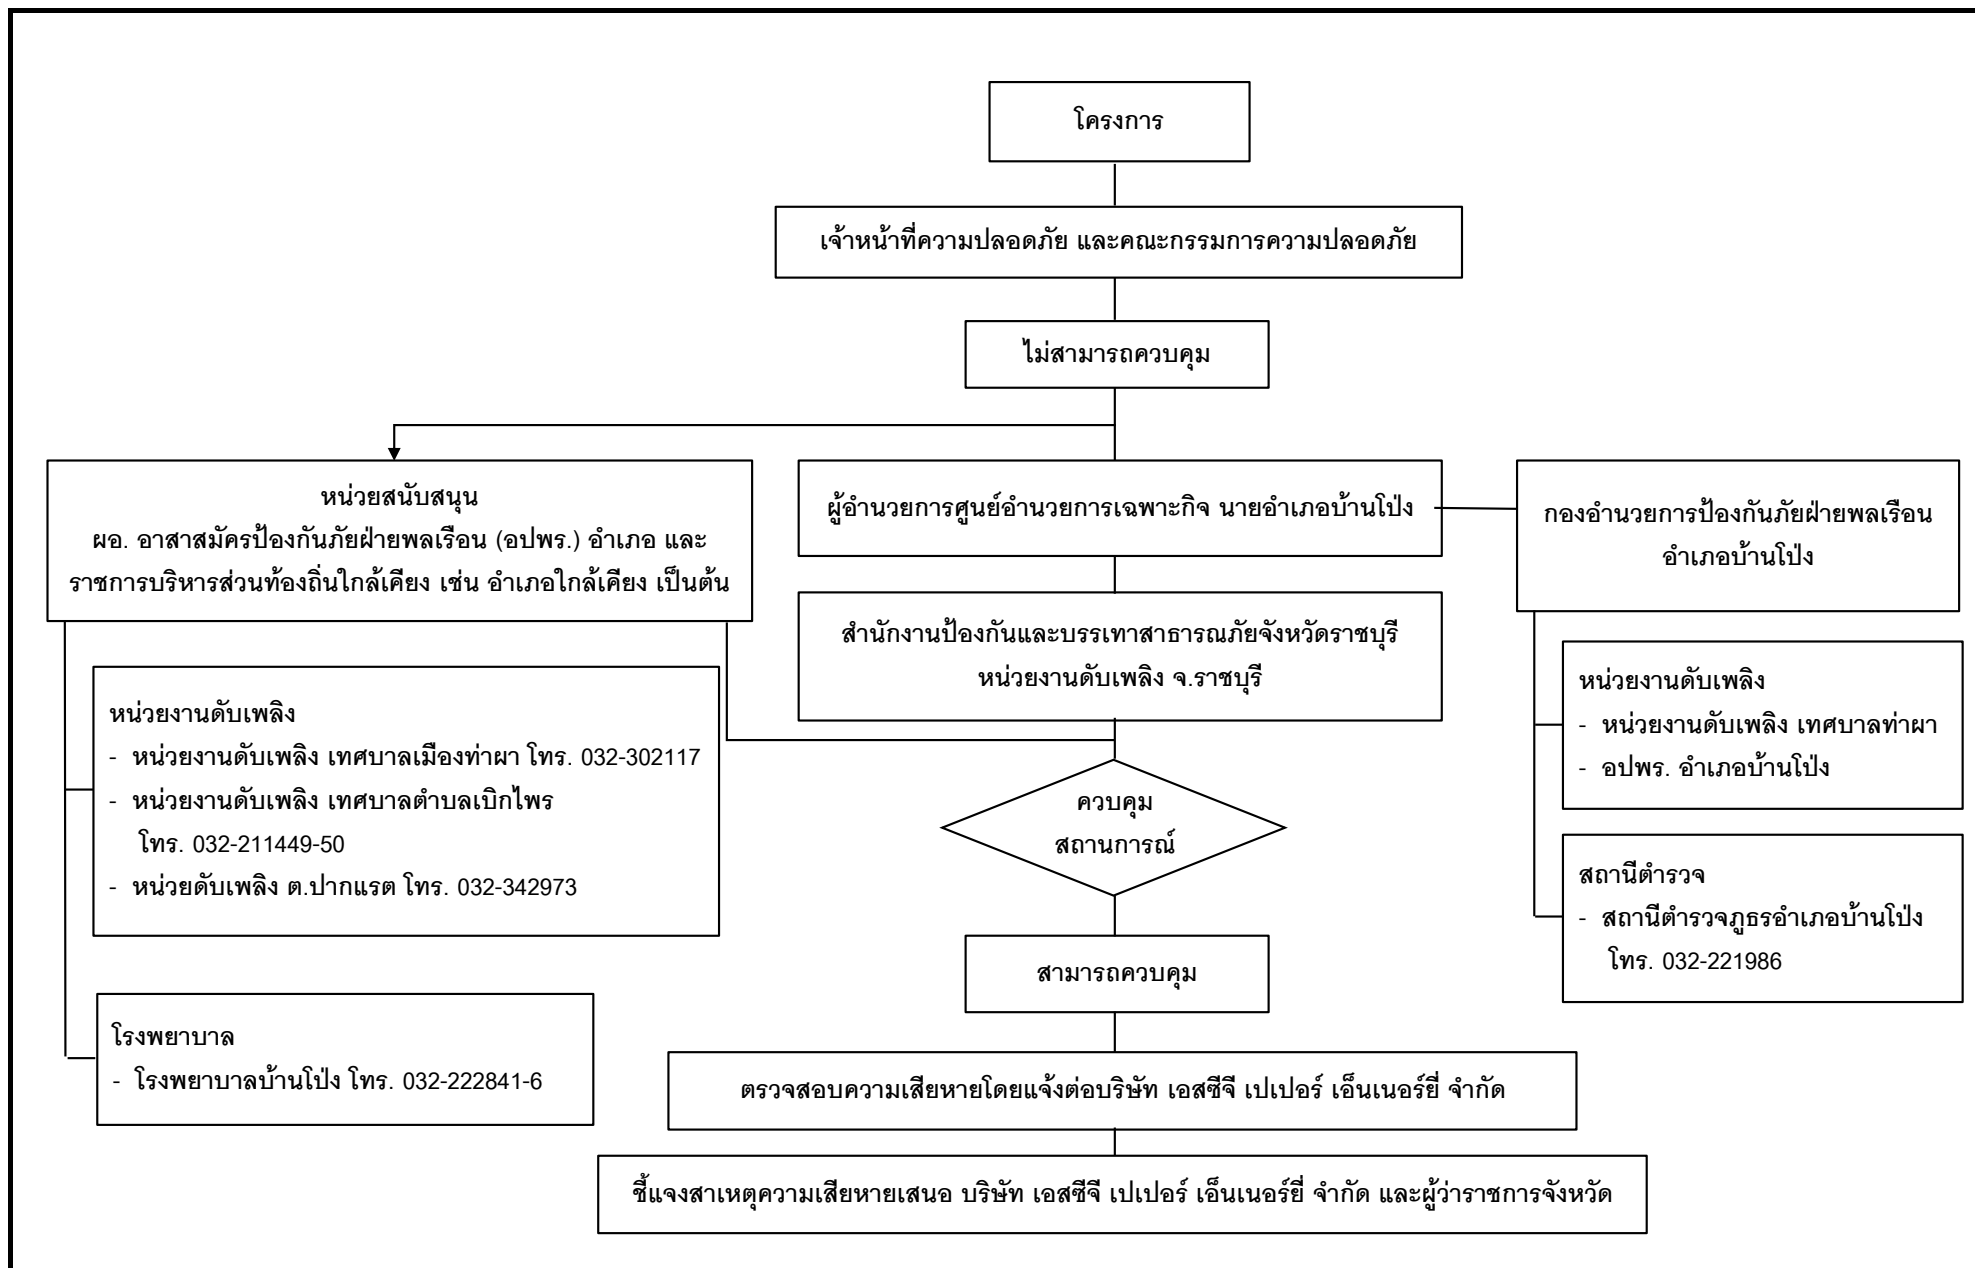 โครงการ
เจ้าหน้าที่ความปลอดภัย และคณะกรรมการความปลอดภัย
ไม่สามารถควบคุม
หน่วยสนับสนุน
ผอ. อาสาสมัครป้องกันภัยฝ่ายพลเรือน (อปพร.) อำเภอ และ
ราชการบริหารส่วนท้องถิ่นใกล้เคียง เช่น อำเภอใกล้เคียง เป็นต้น
ผู้อำนวยการศูนย์อำนวยการเฉพาะกิจ นายอำเภอบ้านโป่ง
กองอำนวยการป้องกันภัยฝ่ายพลเรือน
อำเภอบ้านโป่ง
สำนักงานป้องกันและบรรเทาสาธารณภัยจังหวัดราชบุรี
หน่วยงานดับเพลิง จ.ราชบุรี
หน่วยงานดับเพลิง
- หน่วยงานดับเพลิง เทศบาลเมืองท่าผา โทร. 032-302117
- หน่วยงานดับเพลิง เทศบาลตำบลเบิกไพร
โทร. 032-211449-50
- หน่วยดับเพลิง ต.ปากแรต โทร. 032-342973
โรงพยาบาล
- โรงพยาบาลบ้านโป่ง โทร. 032-222841-6
หน่วยงานดับเพลิง
- หน่วยงานดับเพลิง เทศบาลท่าผา
- อปพร. อำเภอบ้านโป่ง
สถานีตำรวจ
- สถานีตำรวจภูธรอำเภอบ้านโป่ง
โทร. 032-221986
ควบคุม
สถานการณ์
สามารถควบคุม
ตรวจสอบความเสียหายโดยแจ้งต่อบริษัท เอสซีจี เปเปอร์ เอ็นเนอร์ยี่ จำกัด
ชี้แจงสาเหตุความเสียหายเสนอ บริษัท เอสซีจี เปเปอร์ เอ็นเนอร์ยี่ จำกัด และผู้ว่าราชการจังหวัด